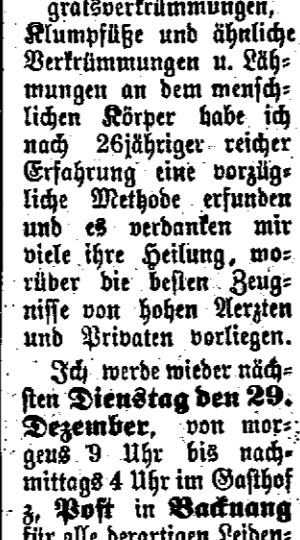 gratsverkrümmungen,
Klumpfüße und ähnliche
Verkrümmungen u. Läh⸗
mungen an dem mensch⸗
lichen Körper habe ich
nach 26jähriger reicher
Erfahrung eine vorzüg⸗
liche Methode erfunden
und es verdanken mir
viele ihre Heilung, wo⸗
rüber die besten Zeug⸗
nisse von hohen Aerzten
und Privaten vorliegen.
Ich werde wieder näch⸗
sten Dienstag den 29.
Dezember, von mor⸗
gens 9 Uhr bis nach⸗
mittags 4 Uhr im Gasthof
z. Post in Backnang
für alle derartigen Leiden⸗